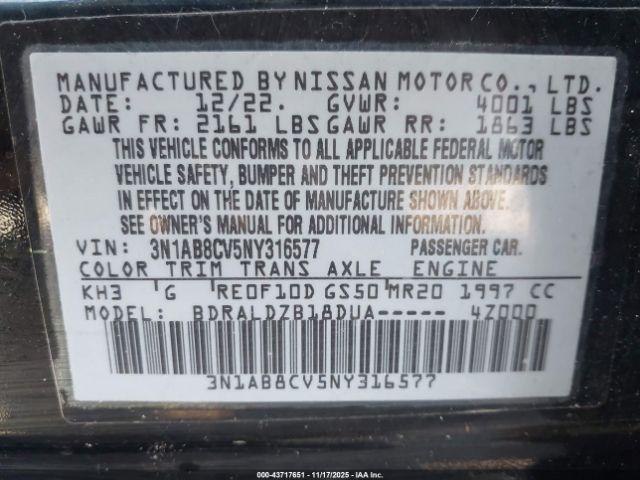 MANUFACTURED BY NISSAN MOTOR CO., LTD.
DATE: 12/22. GVWR: 4001 LBS
GAWR FR: 2161 LBS GAWR RR: 1863 LBS
THIS VEHICLE CONFORMS TO ALL APPLICABLE FEDERAL MOTOR
VEHICLE SAFETY, BUMPER AND THEFT PREVENTION STANDARDS
IN EFFECT ON THE DATE OF MANUFACTURE SHOWN ABOVE.
SEE OWNER'S MANUAL FOR ADDITIONAL INFORMATION.
VIN: 3N1AB8CV5NY316577 PASSENGER CAR.
COLOR TRIM TRANS AXLE ENGINE
KH3 G RE0F10D GS50 MR20 1997 CC
MODEL BDRALDZB18DUA----- 4Z000
3N1AB8CV5NY316577
000-43717651 - 11/17/2025 - IAAI.com